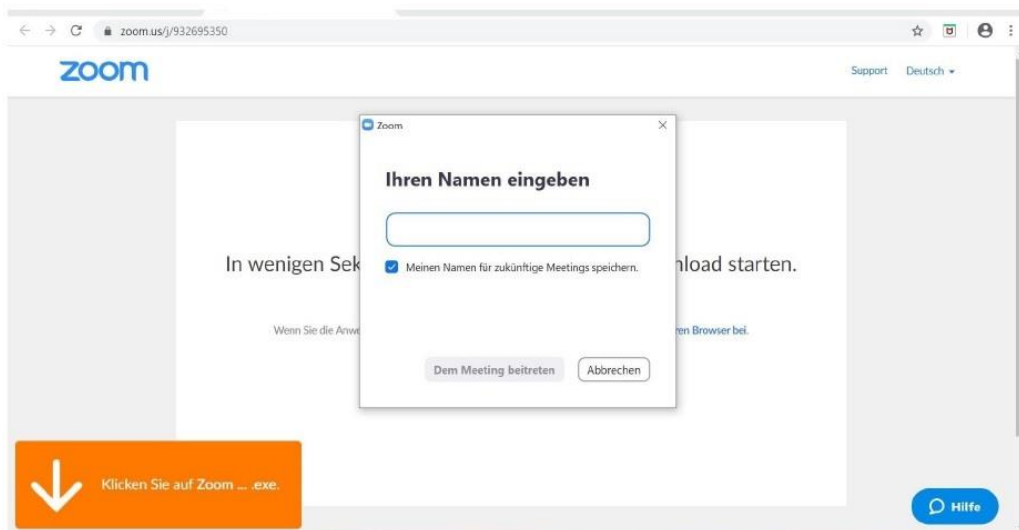 zoom.us/j/932695350
zoom
Support Deutsch
Zoom
Ihren Namen eingeben
In wenigen Sek
nload starten.
Meinen Namen für zukünftige Meetings speichern.
Wenn Sie die Anwe
ren Browser bei.
Dem Meeting beitreten Abbrechen
Klicken Sie auf Zoom ... .exe.
Hilfe